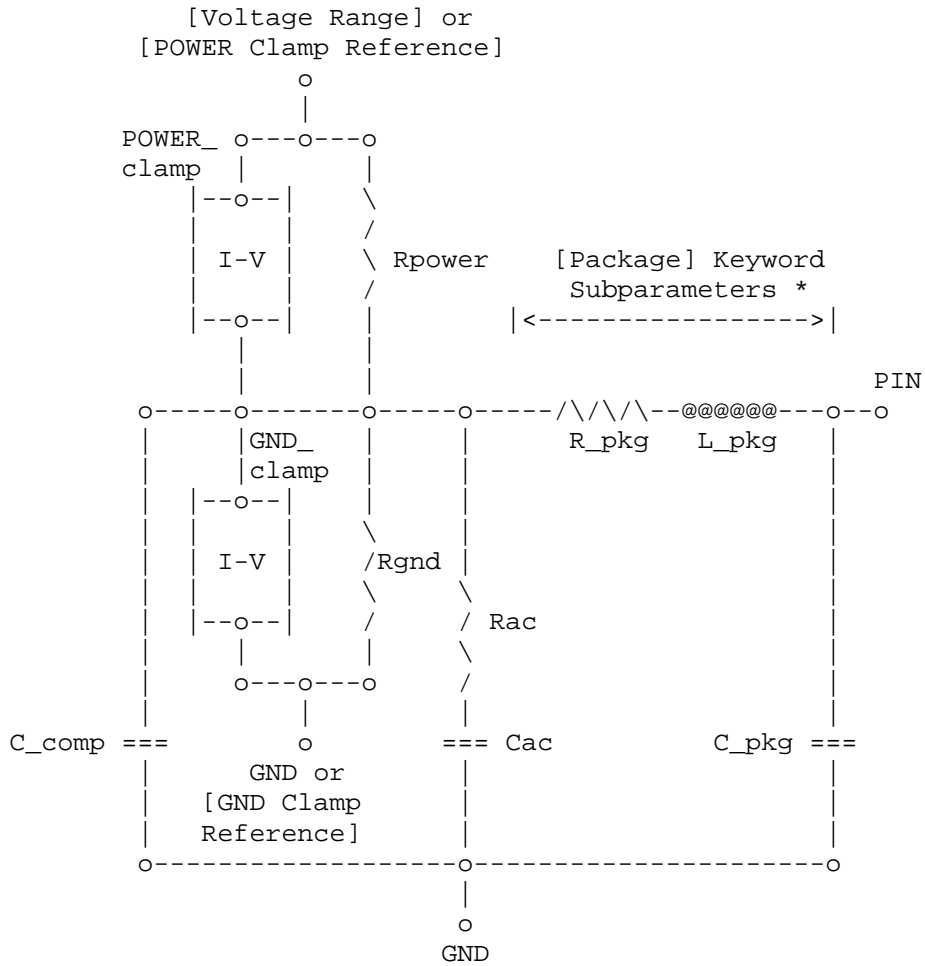 [Voltage Range] or
[POWER Clamp Reference]
POWER_
clamp
I-V
Rpower
[Package] Keyword
Subparameters *
PIN
GND_
clamp
R_pkg
L_pkg
I-V
Rgnd
Rac
C_comp
Cac
C_pkg
GND or
[GND Clamp
Reference]
GND